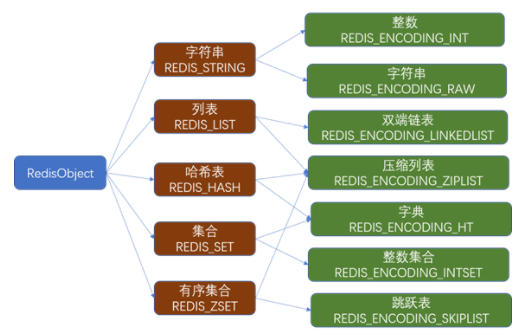 RedisObject
字符串
REDIS_STRING
列表
REDIS_LIST
哈希表
REDIS_HASH
集合
REDIS_SET
有序集合
REDIS_ZSET
整数
REDIS_ENCODING_INT
字符串
REDIS_ENCODING_RAW
双端链表
REDIS_ENCODING_LINKEDLIST
压缩列表
REDIS_ENCODING_ZIPLIST
字典
REDIS_ENCODING_HT
整数集合
REDIS_ENCODING_INTSET
跳跃表
REDIS_ENCODING_SKIPLIST